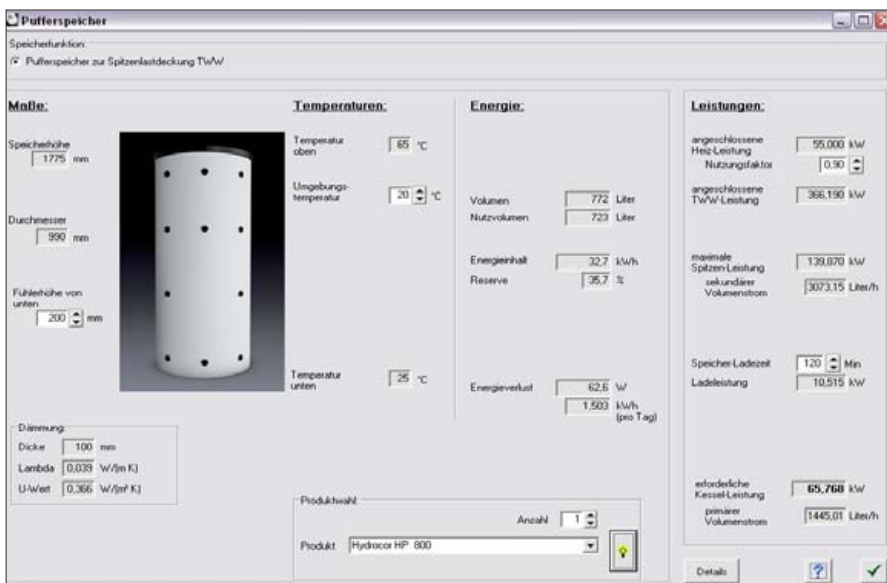 Pufferspeicher
Speicherfunktion:
Pufferspeicher zur Spitzenlastdeckung TWW
Maße:
Speicherhöhe
1775 mm
Durchmesser
990 mm
Fühlerhöhe von
unten
200 mm
Dämmung:
Dicke 100 mm
Lambda 0,039 W/(m K)
U-Wert 0,366 W/(m² K)
Temperaturen:
Temperatur
oben 65 °C
Umgebungs-
temperatur 20 °C
Temperatur
unten 25 °C
Energie:
Volumen 772 Liter
Nutzvolumen 723 Liter
Energieinhalt 32,7 kWh
Reserve 35,7 %
Energieverlust 62,6 W
1,503 kWh
(pro Tag)
Produktwahl:
Anzahl 1
Produkt Hydrocor HP 800
Leistungen:
angeschlossene
Heiz-Leistung 55,000 kW
Nutzungsfaktor 0,90
angeschlossene
TWW-Leistung 366,190 kW
maximale
Spitzen-Leistung 139,870 kW
sekundärer
Volumenstrom 3073,15 Liter/h
Speicher-Ladezeit 120 Min
Ladeleistung 10,515 kW
erforderliche
Kessel-Leistung 65,768 kW
primärer
Volumenstrom 1445,01 Liter/h
Details
?